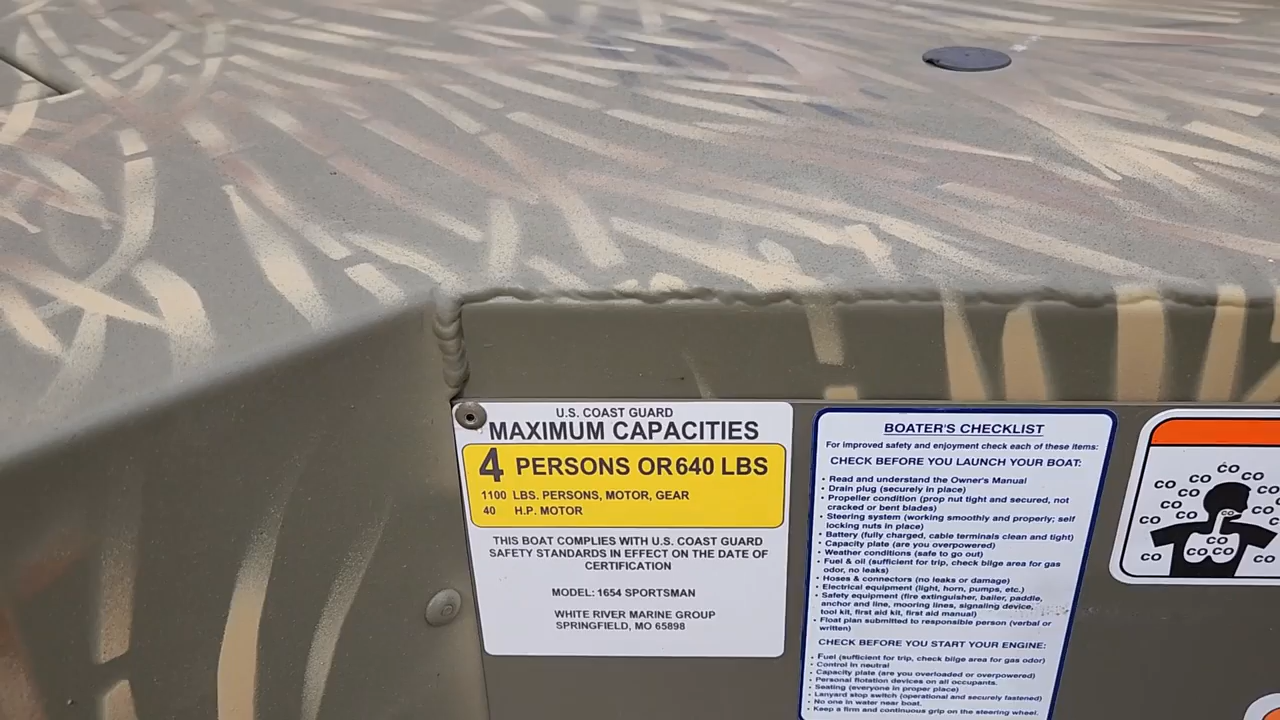 U.S. COAST GUARD
MAXIMUM CAPACITIES
4 PERSONS OR 640 LBS
1100 LBS. PERSONS, MOTOR, GEAR
40 H.P. MOTOR
THIS BOAT COMPLIES WITH U.S. COAST GUARD
SAFETY STANDARDS IN EFFECT ON THE DATE OF
CERTIFICATION
MODEL: 1654 SPORTSMAN
WHITE RIVER MARINE GROUP
SPRINGFIELD, MO 65898
BOATER'S CHECKLIST
For improved safety and enjoyment check each of these items:
CHECK BEFORE YOU LAUNCH YOUR BOAT:
• Read and understand the Owner's Manual
• Drain plug (securely in place)
• Propeller condition (prop nut tight and secured, not
cracked or bent blades)
• Steering system (working smoothly and properly; self
locking nuts in place)
• Battery (fully charged, cable terminals clean and tight)
• Capacity plate (are you overpowered)
• Weather conditions (safe to go out)
• Fuel & oil (sufficient for trip, check bilge area for gas
odor, no leaks)
• Hoses & connectors (no leaks or damage)
• Electrical equipment (light, horn, pumps, etc.)
• Safety equipment (fire extinguisher, bailer, paddle,
anchor and line, mooring lines, signaling device,
tool kit, first aid kit, first aid manual)
• Float plan submitted to responsible person (verbal or
written)
CHECK BEFORE YOU START YOUR ENGINE:
• Fuel (sufficient for trip, check bilge area for gas odor)
• Control in neutral
• Capacity plate (are you overloaded or overpowered)
• Personal flotation devices on all occupants.
• Seating (everyone in proper place)
• Lanyard stop switch (operational and securely fastened)
• No one in water near boat.
• Keep a firm and continuous grip on the steering wheel.
CO
CO CO
CO CO
CO CO
CO CO CO
CO CO
CO
CO CO
CO CO